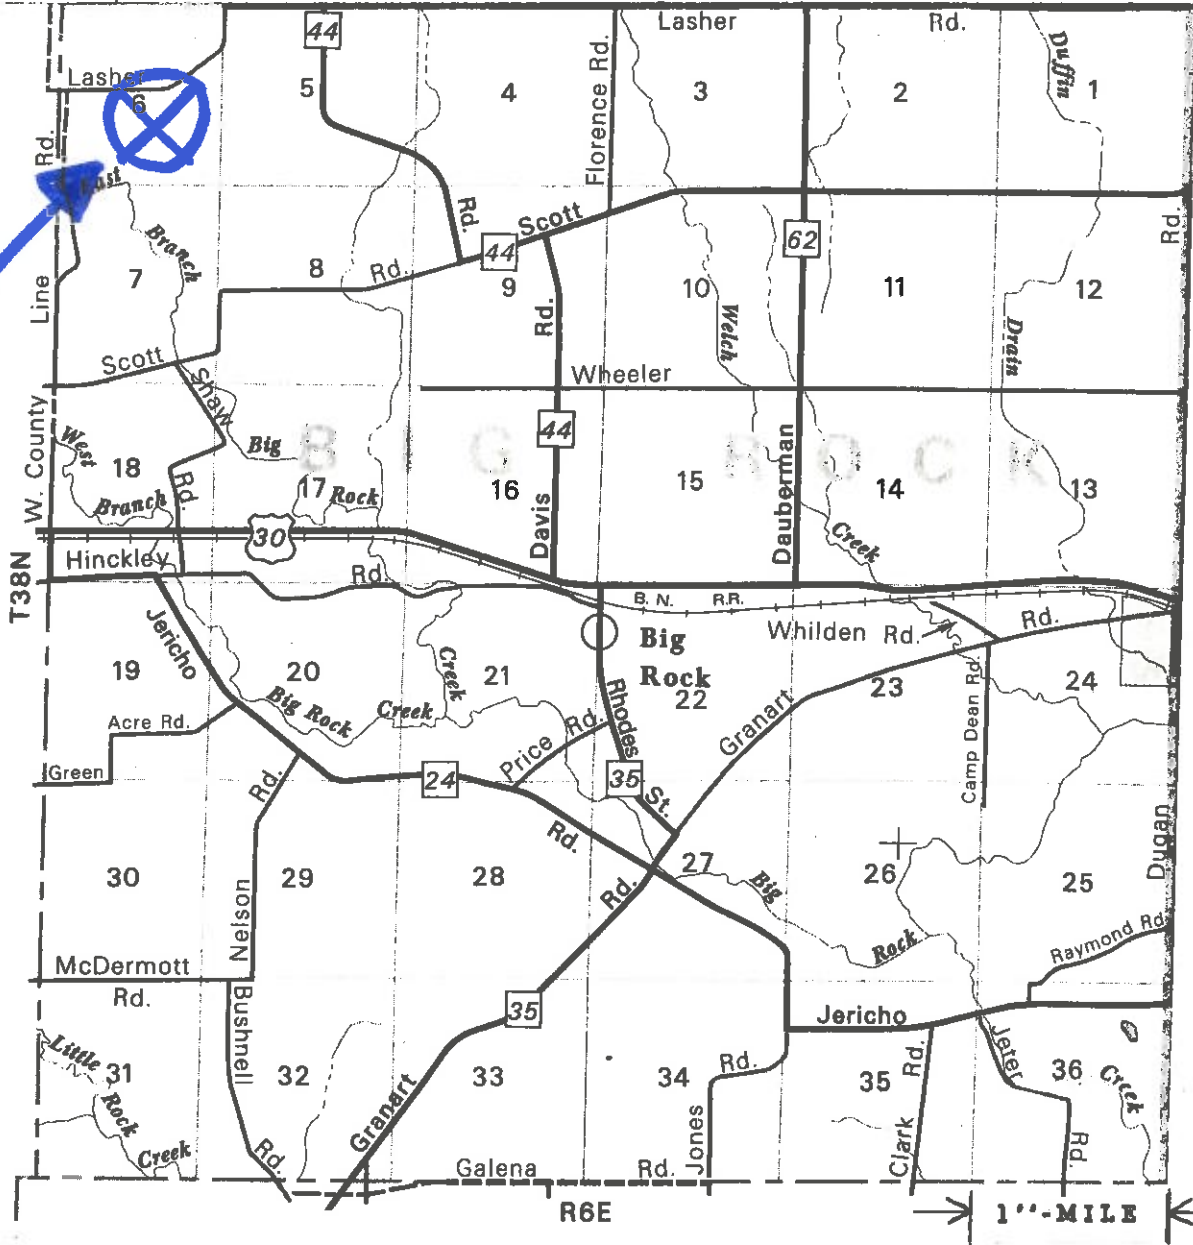 44
Lasher Rd.
Lasher
6
5
4
Florence Rd.
3
2
Duffin
1
Rd.
East
Branch
Rd.
Scott
44
62
Rd.
Line
7
8
Rd.
9
Rd.
10
11
12
Welch
Drain
Scott
Shaw
Wheeler
W. County
West
Branch
18
Rd.
Big
BIG ROCK
17
Rock
44
16
15
Dauberman
14
13
Davis
Creek
30
T38N
Hinckley
Rd.
B. N. R.R.
Whilden Rd.
Rd.
Jericho
Big
Rock
19
20
Creek
21
22
23
24
Rhodes
Granart
Camp Dean Rd.
Big Rock
Creek
Acre Rd.
Green
Price Rd.
24
35
St.
Rd.
Rd.
Dugan
30
29
28
27
26
25
Nelson
Rd.
Big
Rock
Raymond Rd
McDermott
Rd.
Bushnell
35
Jericho
Little
Rock
Creek
31
32
33
34
35
36
Rd.
Rd.
Jeter
Creek
Granart
Jones
Clark
Rd.
Rd.
Galena Rd.
R6E
1''-MILE